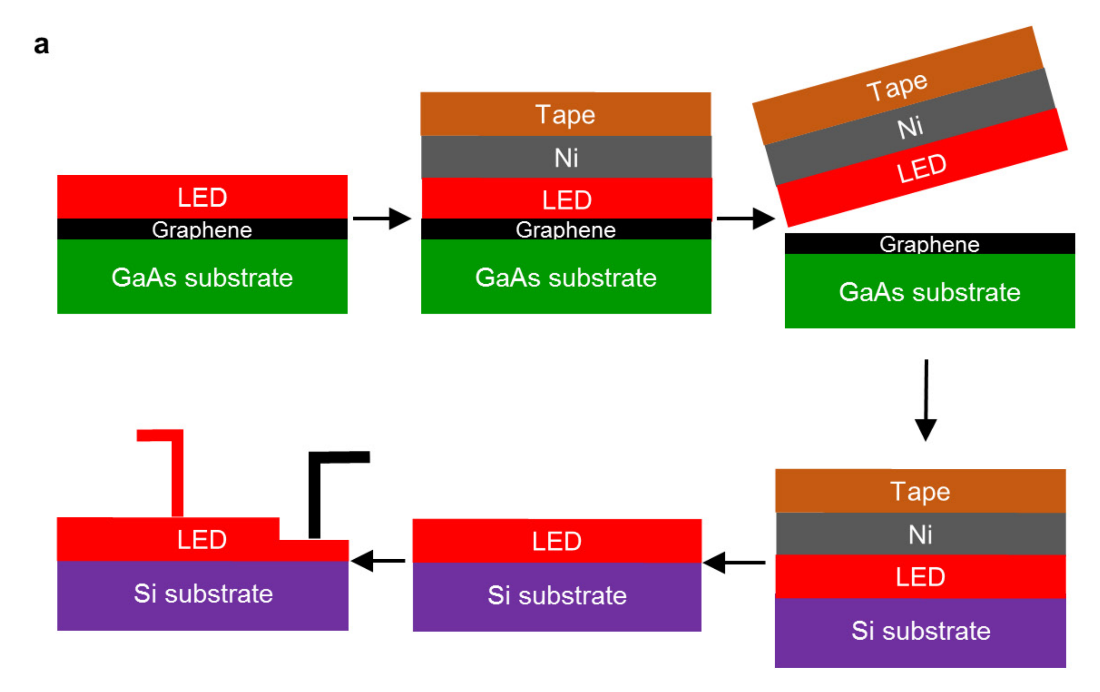 a
LED
Graphene
GaAs substrate
Tape
Ni
LED
Graphene
GaAs substrate
Tape
Ni
LED
Graphene
GaAs substrate
Tape
Ni
LED
Si substrate
LED
Si substrate
LED
Si substrate